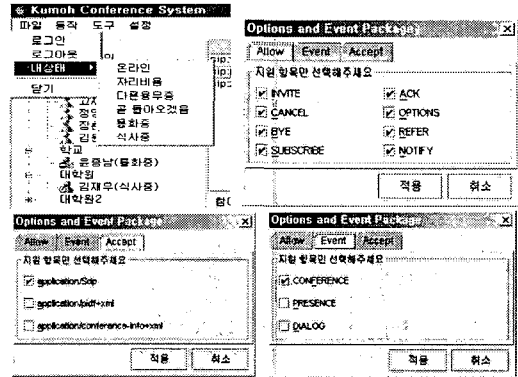 Kumoh Conference System
파일 동작 도구 설정
로그인
로그아웃
내상태
온라인
자리비움
다른용무중
곧 돌아오겠음
통화중
식사중
닫기
학교
윤종남(통화중)
대학원
김재우(식사중)
대학원2
Options and Event Package
Allow Event Accept
지원 항목만 선택해주세요
INVITE ACK
CANCEL OPTIONS
BYE REFER
SUBSCRIBE NOTIFY
적용 취소
Options and Event Package
Allow Event Accept
지원 항목만 선택해주세요
application/Sdp
application/pidf+xml
application/conference-info+xml
적용 취소
Options and Event Package
Allow Event Accept
지원 항목만 선택해주세요
CONFERENCE
PRESENCE
DIALOG
적용 취소